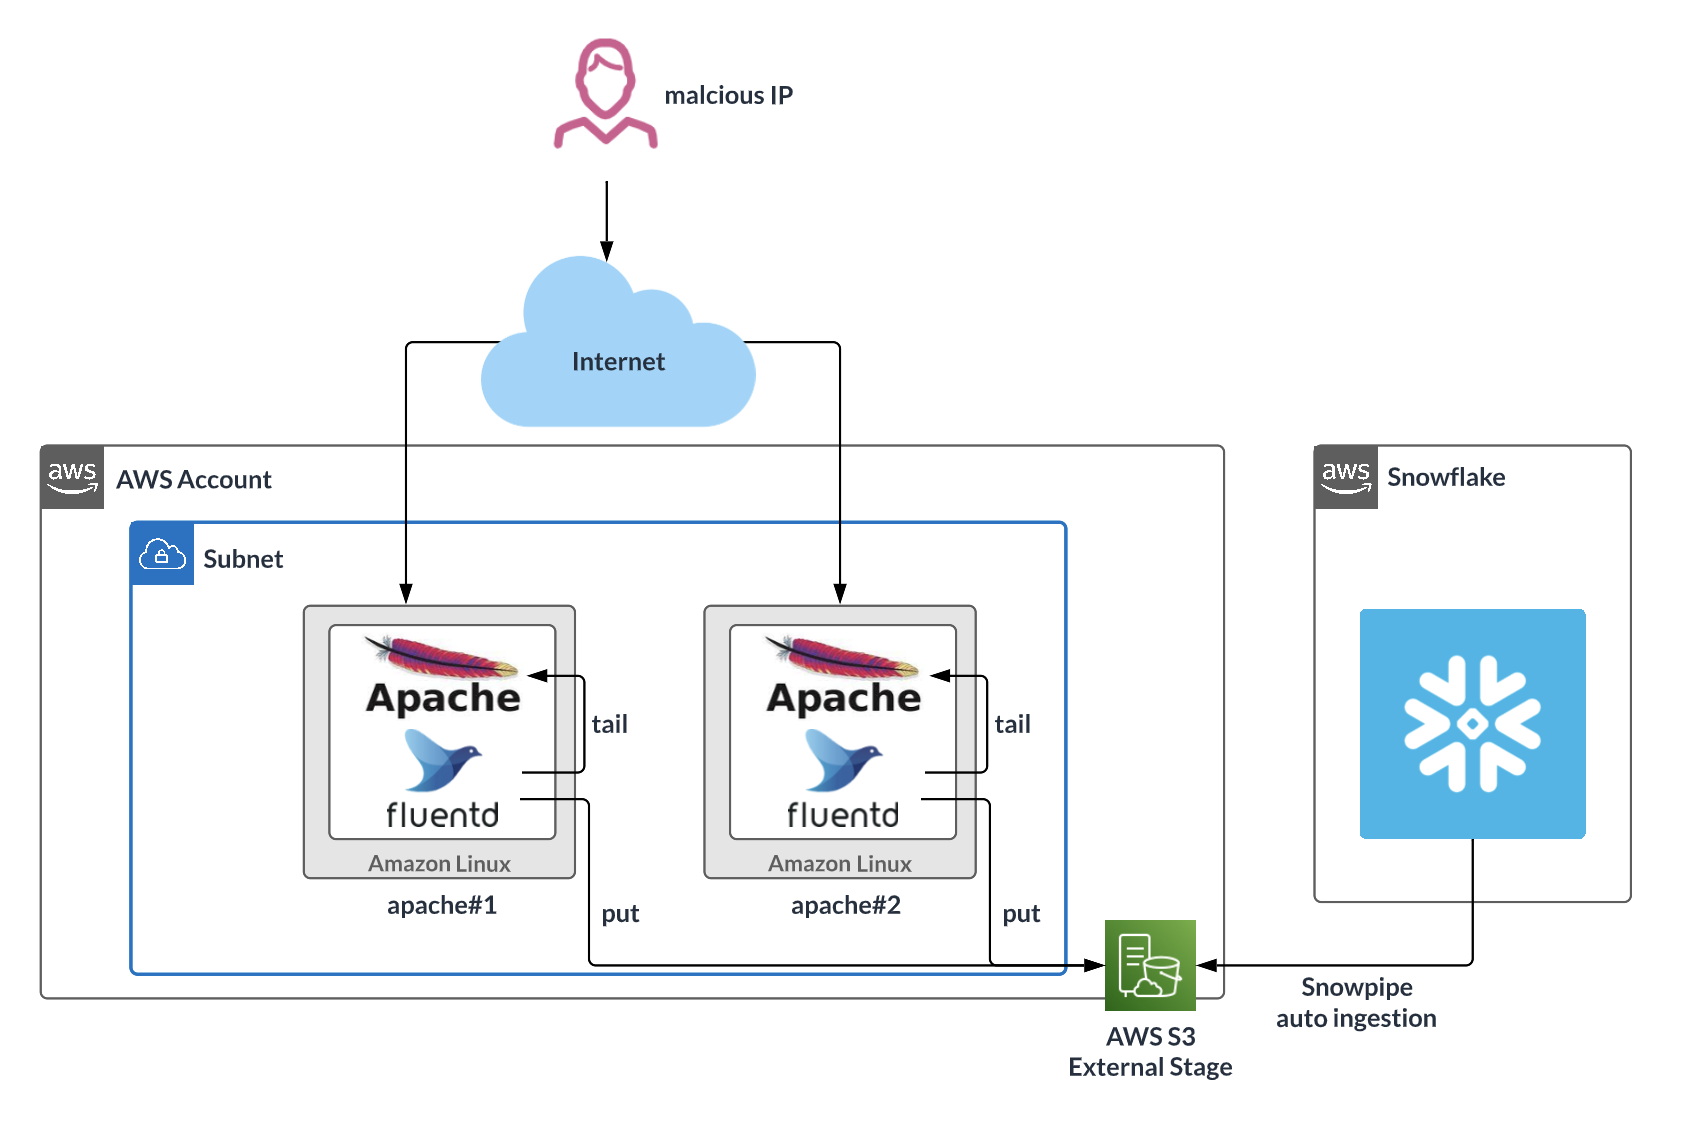 malcious IP
Internet
aws
AWS Account
aws
Snowflake
Subnet
Apache
tail
fluentd
Amazon Linux
apache#1
put
Apache
tail
fluentd
Amazon Linux
apache#2
put
Snowpipe
auto ingestion
AWS S3
External Stage